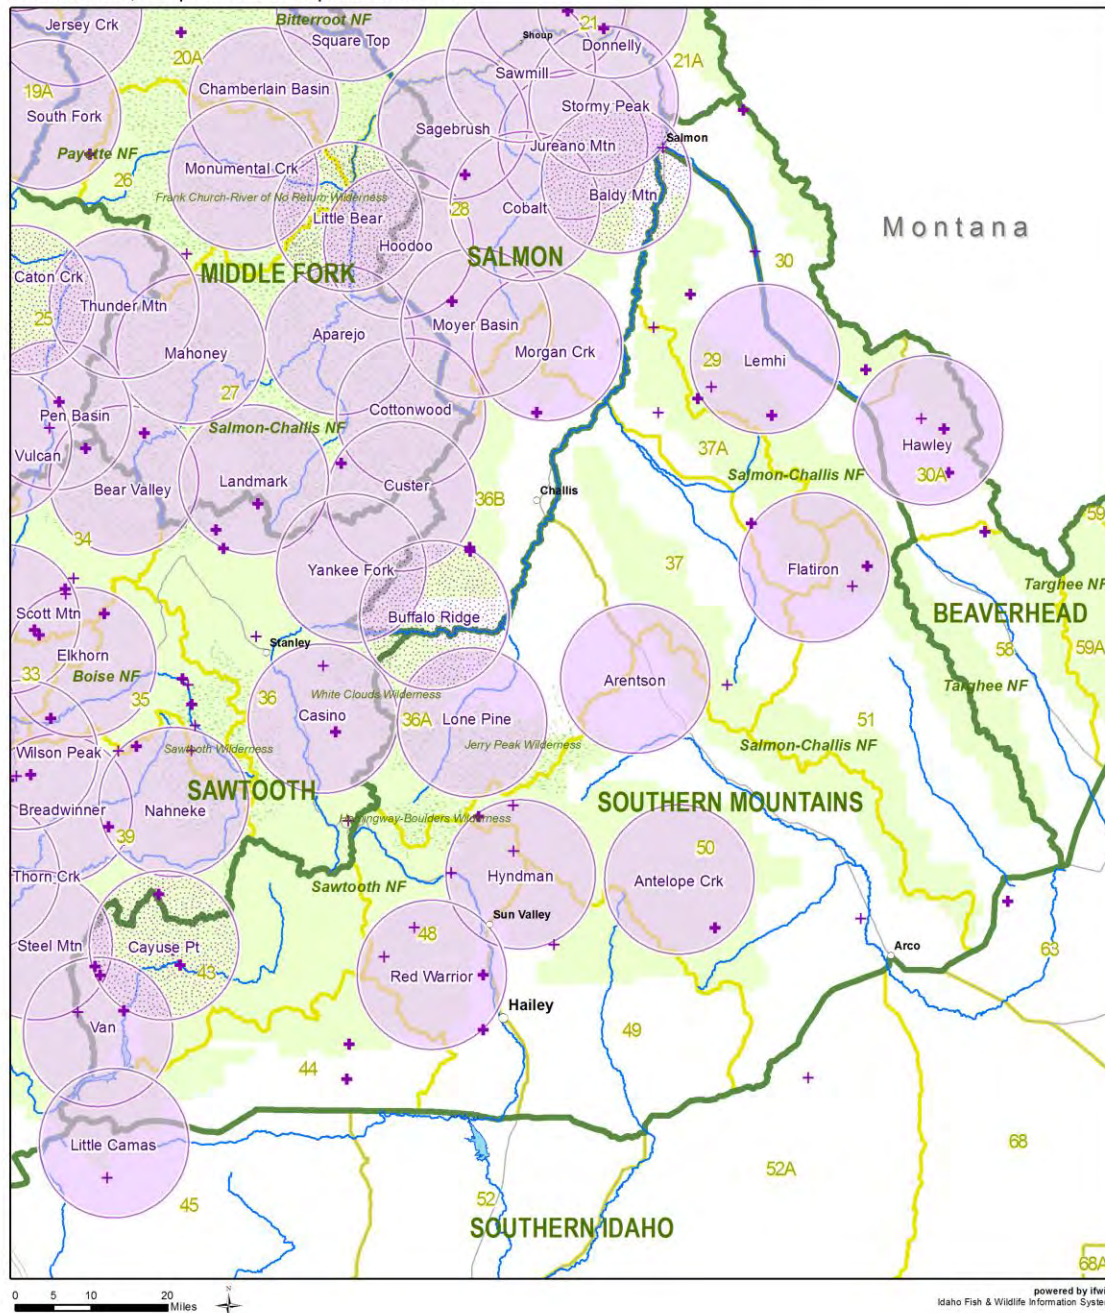 Jersey Crk
Bitterroot NF
Square Top
21
Shoup
Donnelly
20A
21A
Sawmill
19A
Chamberlain Basin
South Fork
Stormy Peak
Sagebrush
Salmon
Payette NF
Jureano Mtn
26
Monumental Crk
Baldy Mtn
Frank Church-River of No Return Wilderness
28
Cobalt
Little Bear
Montana
Hoodoo
SALMON
30
Caton Crk
MIDDLE FORK
Thunder Mtn
25
Moyer Basin
Aparejo
Mahoney
Morgan Crk
29
Lemhi
27
Cottonwood
Pen Basin
Salmon-Challis NF
Hawley
37A
Vulcan
Salmon-Challis NF
30A
Landmark
Custer
Bear Valley
36B
Challis
59
34
37
Yankee Fork
Flatiron
Targhee NF
BEAVERHEAD
Buffalo Ridge
Scott Mtn
Stanley
58
59A
Elkhorn
33
Boise NF
Arentson
Targhee NF
35
36
White Clouds Wilderness
Casino
36A
Lone Pine
51
Wilson Peak
Sawtooth Wilderness
Jerry Peak Wilderness
Salmon-Challis NF
SAWTOOTH
SOUTHERN MOUNTAINS
Breadwinner
Nahneke
Hemingway-Boulders Wilderness
39
50
Thorn Crk
Hyndman
Antelope Crk
Sawtooth NF
Sun Valley
48
Steel Mtn
Cayuse Pt
Arco
63
43
Red Warrior
Hailey
Van
49
44
Little Camas
68
52A
45
52
SOUTHERN IDAHO
68A
0 5 10 20
Miles
N
powered by ifwi
Idaho Fish & Wildlife Information System